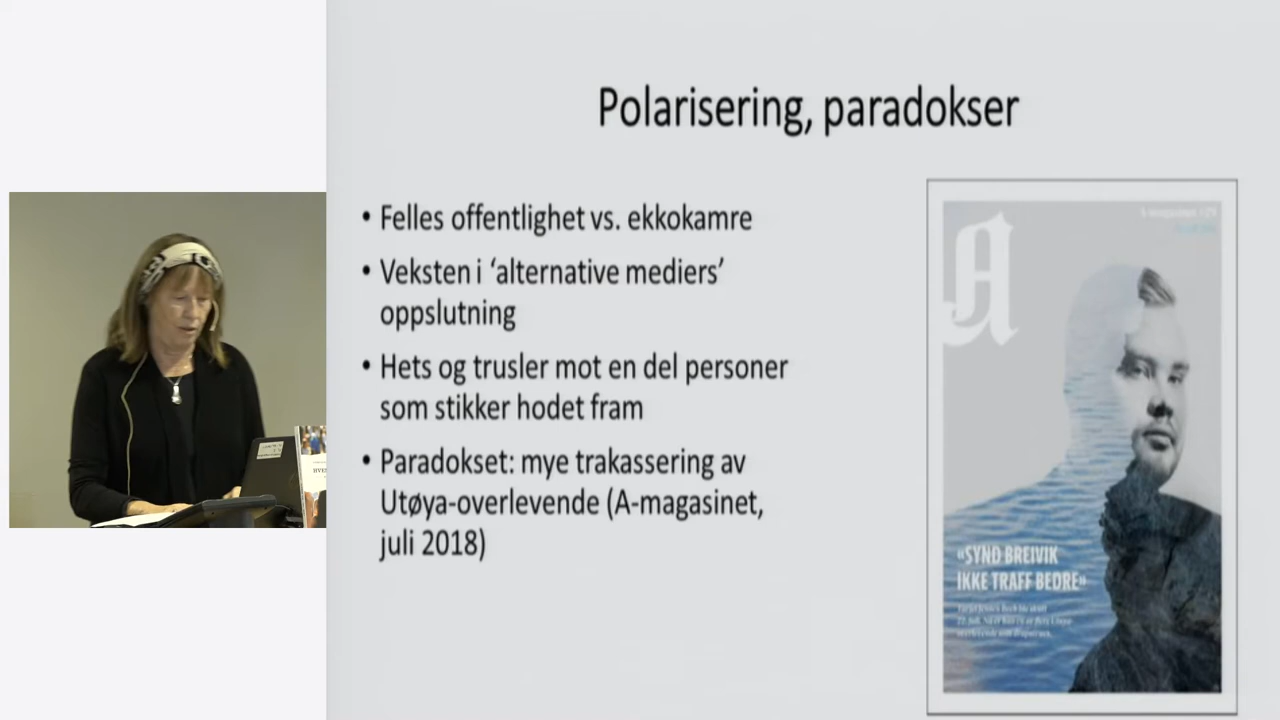 Polarisering, paradokser
• Felles offentlighet vs. ekkokamre
• Veksten i ‘alternative mediers’
oppslutning
• Hets og trusler mot en del personer
som stikker hodet fram
• Paradokset: mye trakassering av
Utøya-overlevende (A-magasinet,
juli 2018)
A
«SYND BREIVIK
IKKE TRAFF BEDRE»